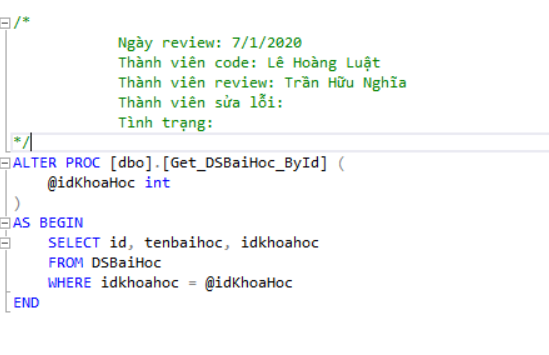 /*
Ngày review: 7/1/2020
Thành viên code: Lê Hoàng Luật
Thành viên review: Trần Hữu Nghĩa
Thành viên sửa lỗi:
Tình trạng:
*/
ALTER PROC [dbo].[Get_DSBaiHoc_ById] (
@idKhoaHoc int
)
AS BEGIN
SELECT id, tenbaihoc, idkhoahoc
FROM DSBaiHoc
WHERE idkhoahoc = @idKhoaHoc
END